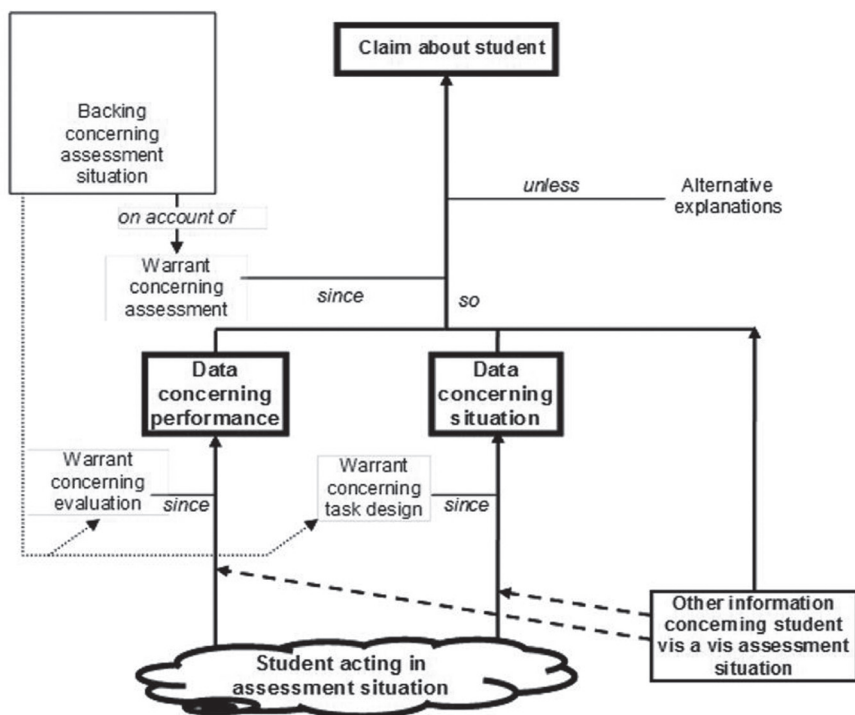 Claim about student
Backing
concerning
assessment
situation
unless
Alternative
explanations
on account of
Warrant
concerning
assessment
since
so
Data
concerning
performance
Data
concerning
situation
Warrant
concerning
evaluation
since
Warrant
concerning
task design
since
Other information
concerning student
vis a vis assessment
situation
Student acting in
assessment situation